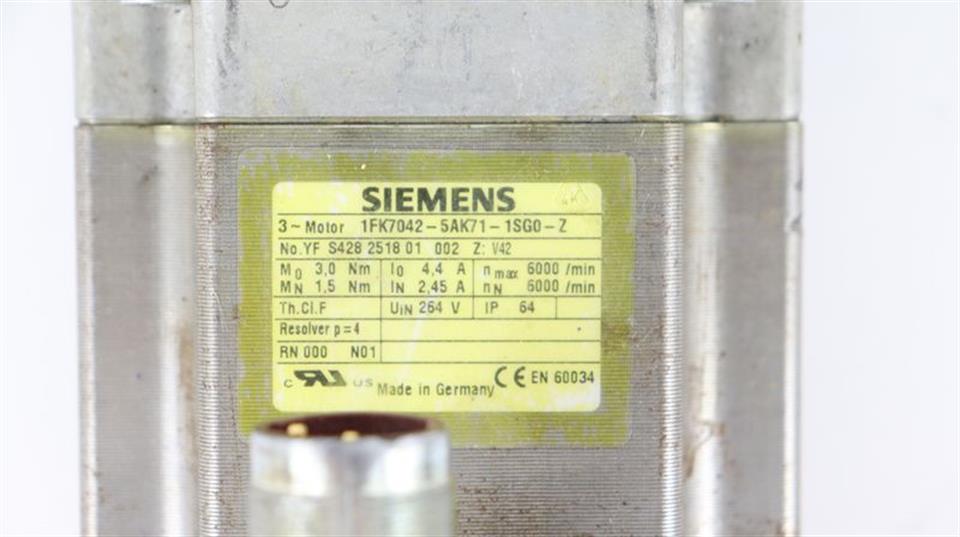 SIEMENS
3~Motor 1FK7042-5AK71-1SG0-Z
No.YF S428 2518 01 002 Z: V42
M0 3,0 Nm I0 4,4 A nmax 6000 /min
MN 1,5 Nm IN 2,45 A nN 6000 /min
Th.Cl.F UIN 264 V IP 64
Resolver p=4
RN 000 N01
c RU US Made in Germany CE EN 60034